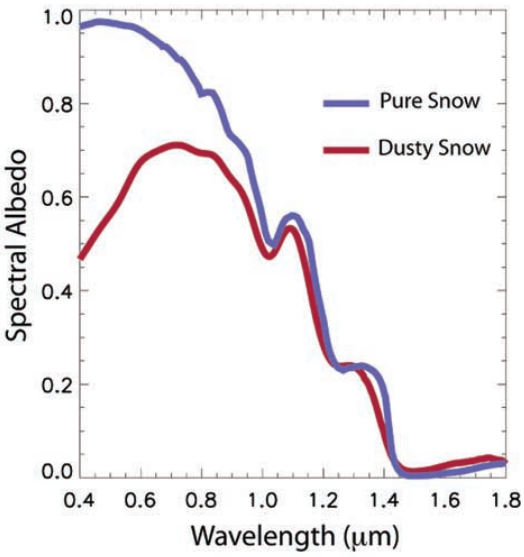 1.0
0.8
0.6
0.4
0.2
0.0
Spectral Albedo
Pure Snow
Dusty Snow
0.4 0.6 0.8 1.0 1.2 1.4 1.6 1.8
Wavelength (μm)